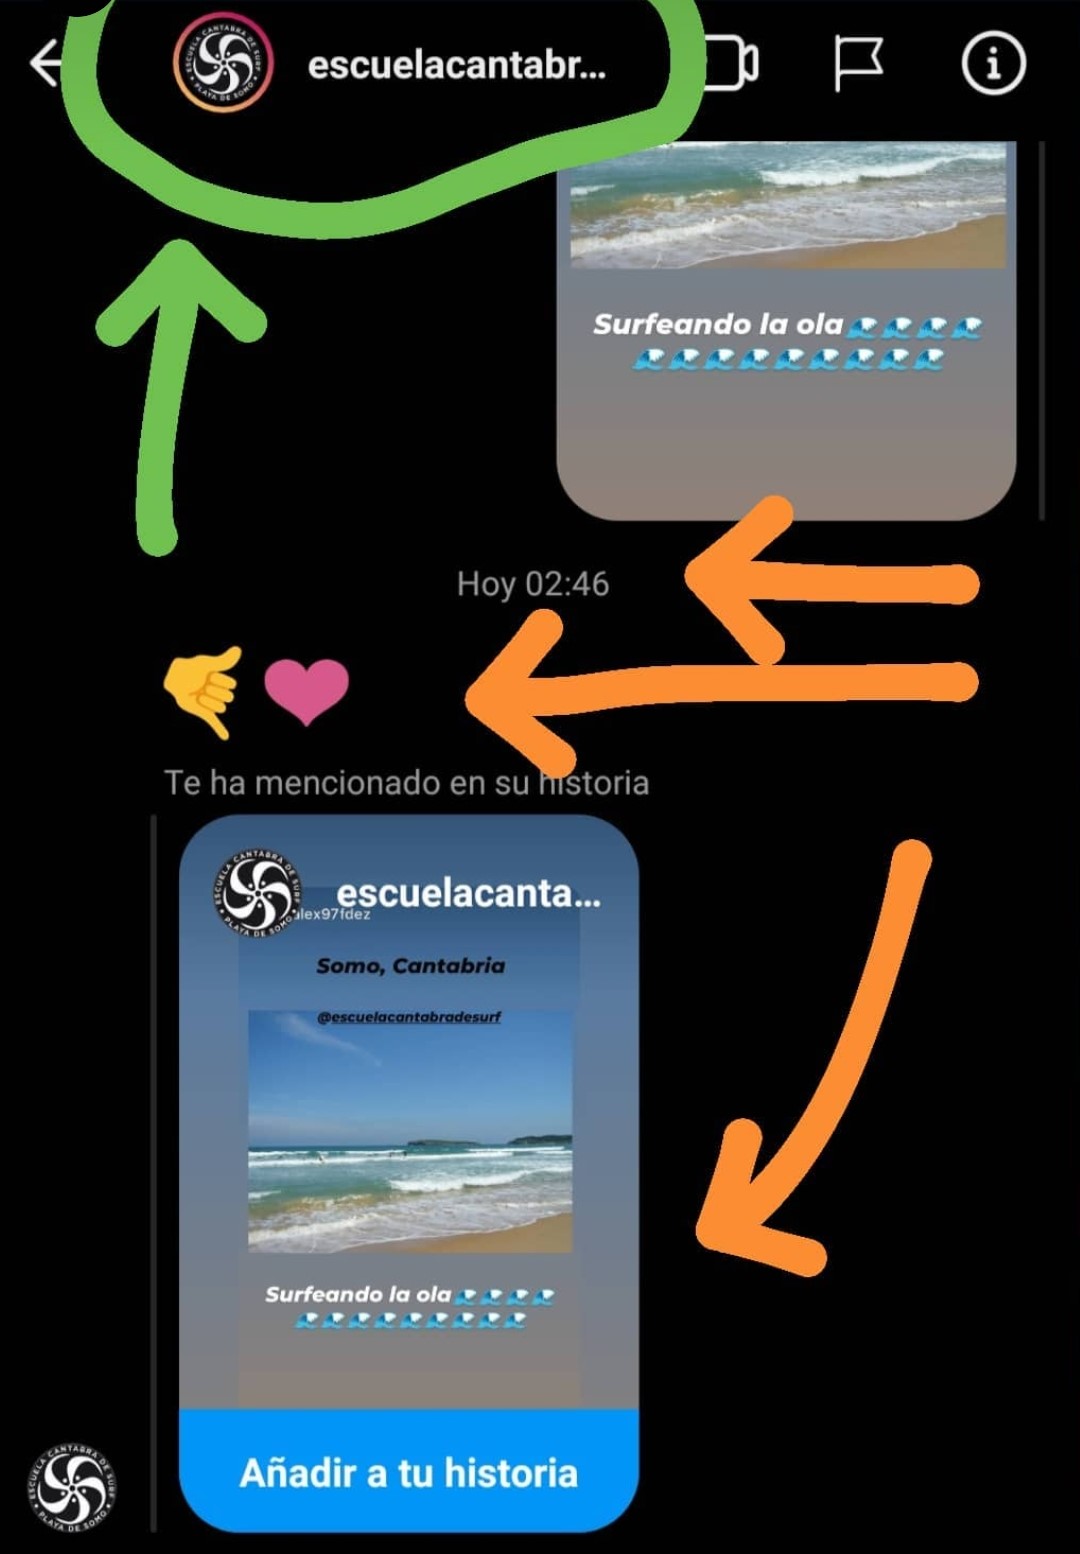 ESCUELA CANTABRA DE SURF
PLAYA DE SOMO
escuelacantabr...
Surfeando la ola🌊🌊🌊🌊
🌊🌊🌊🌊🌊🌊🌊🌊🌊
Hoy 02:46
🤙💗
Te ha mencionado en su historia
ESCUELA CANTABRA DE SURF
PLAYA DE SOMO
escuelacanta...
alex97fdez
Somo, Cantabria
@escuelacantabradesurf
Surfeando la ola🌊🌊🌊🌊
🌊🌊🌊🌊🌊🌊🌊🌊🌊
Añadir a tu historia
ESCUELA CANTABRA DE SURF
PLAYA DE SOMO